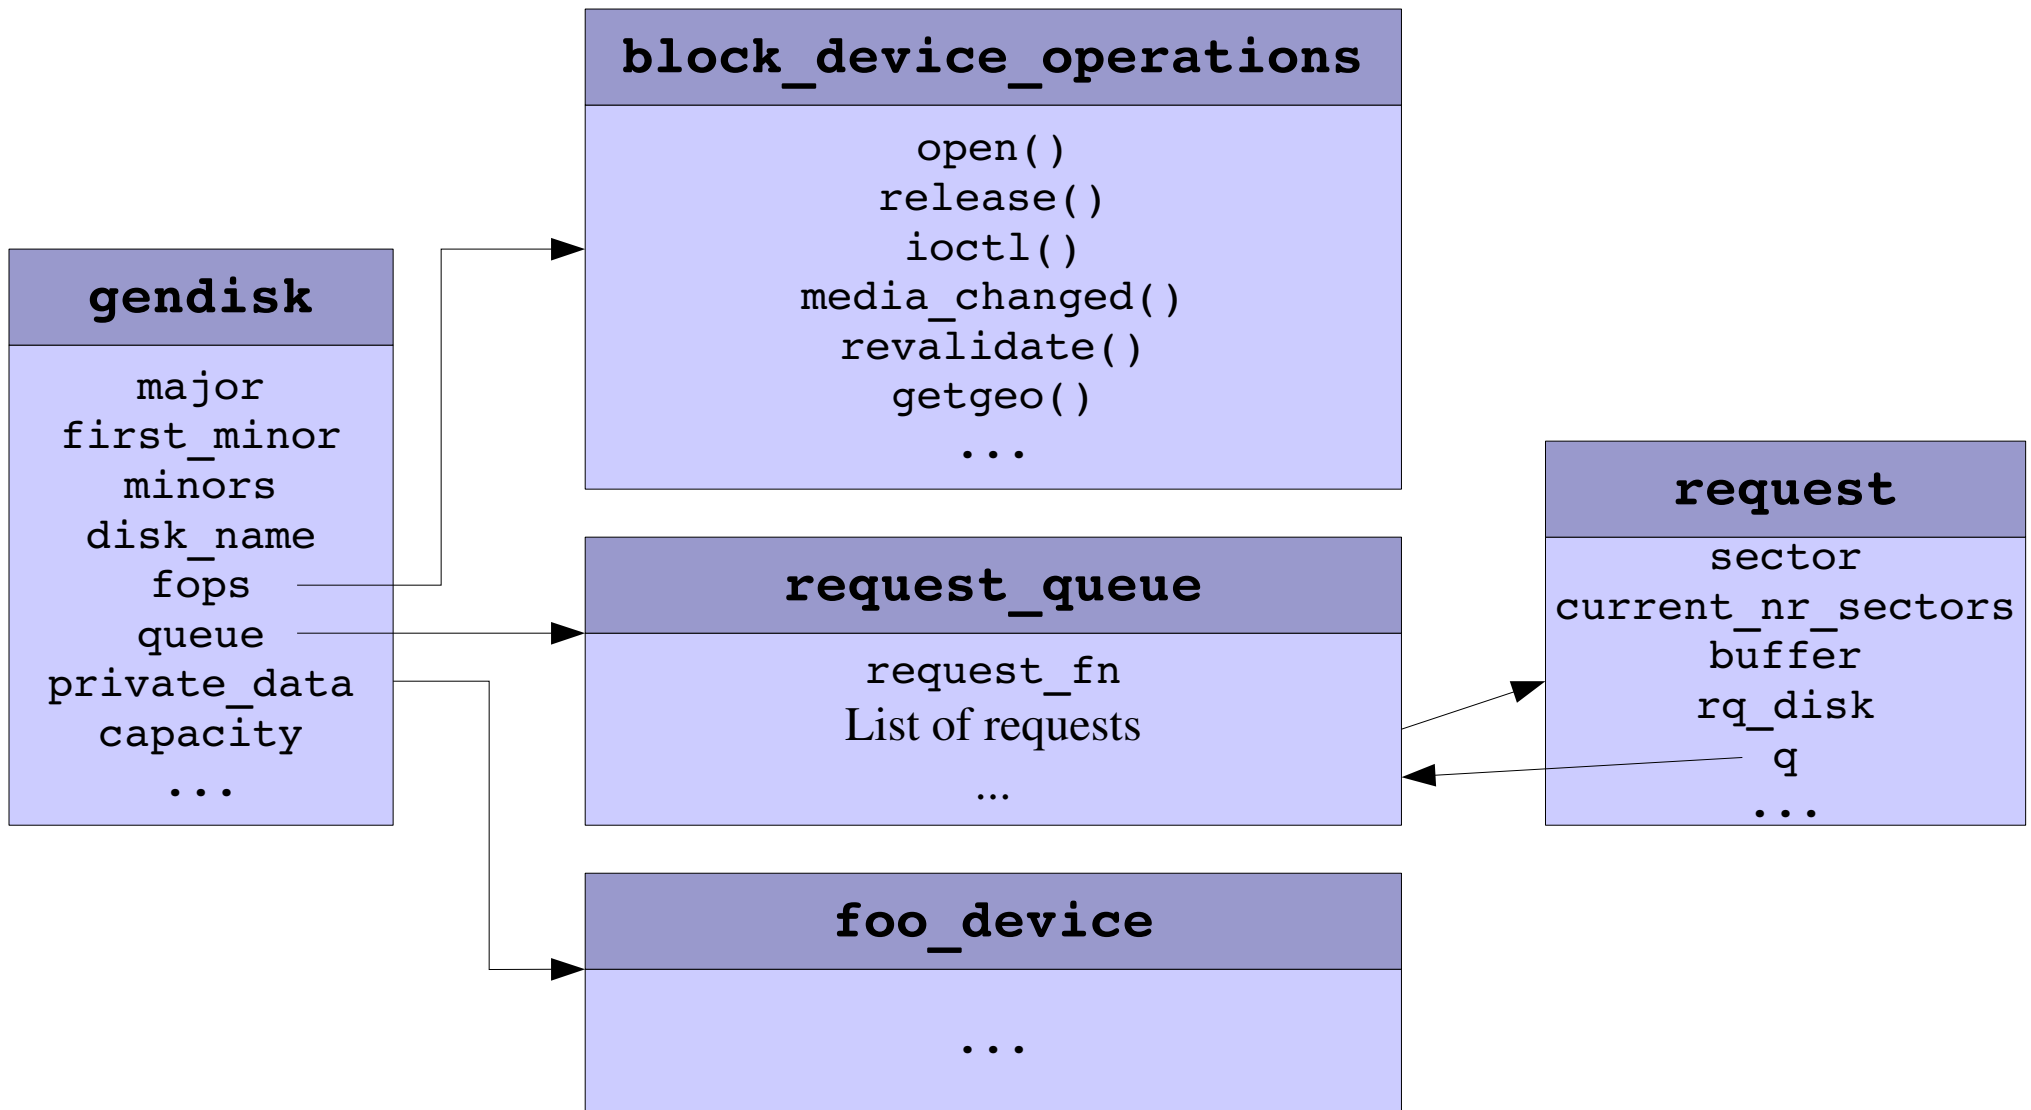 block_device_operations
open()
release()
ioctl()
media_changed()
revalidate()
getgeo()
...
gendisk
major
first_minor
minors
disk_name
fops
queue
private_data
capacity
...
request_queue
request_fn
List of requests
...
request
sector
current_nr_sectors
buffer
rq_disk
q
...
foo_device
...